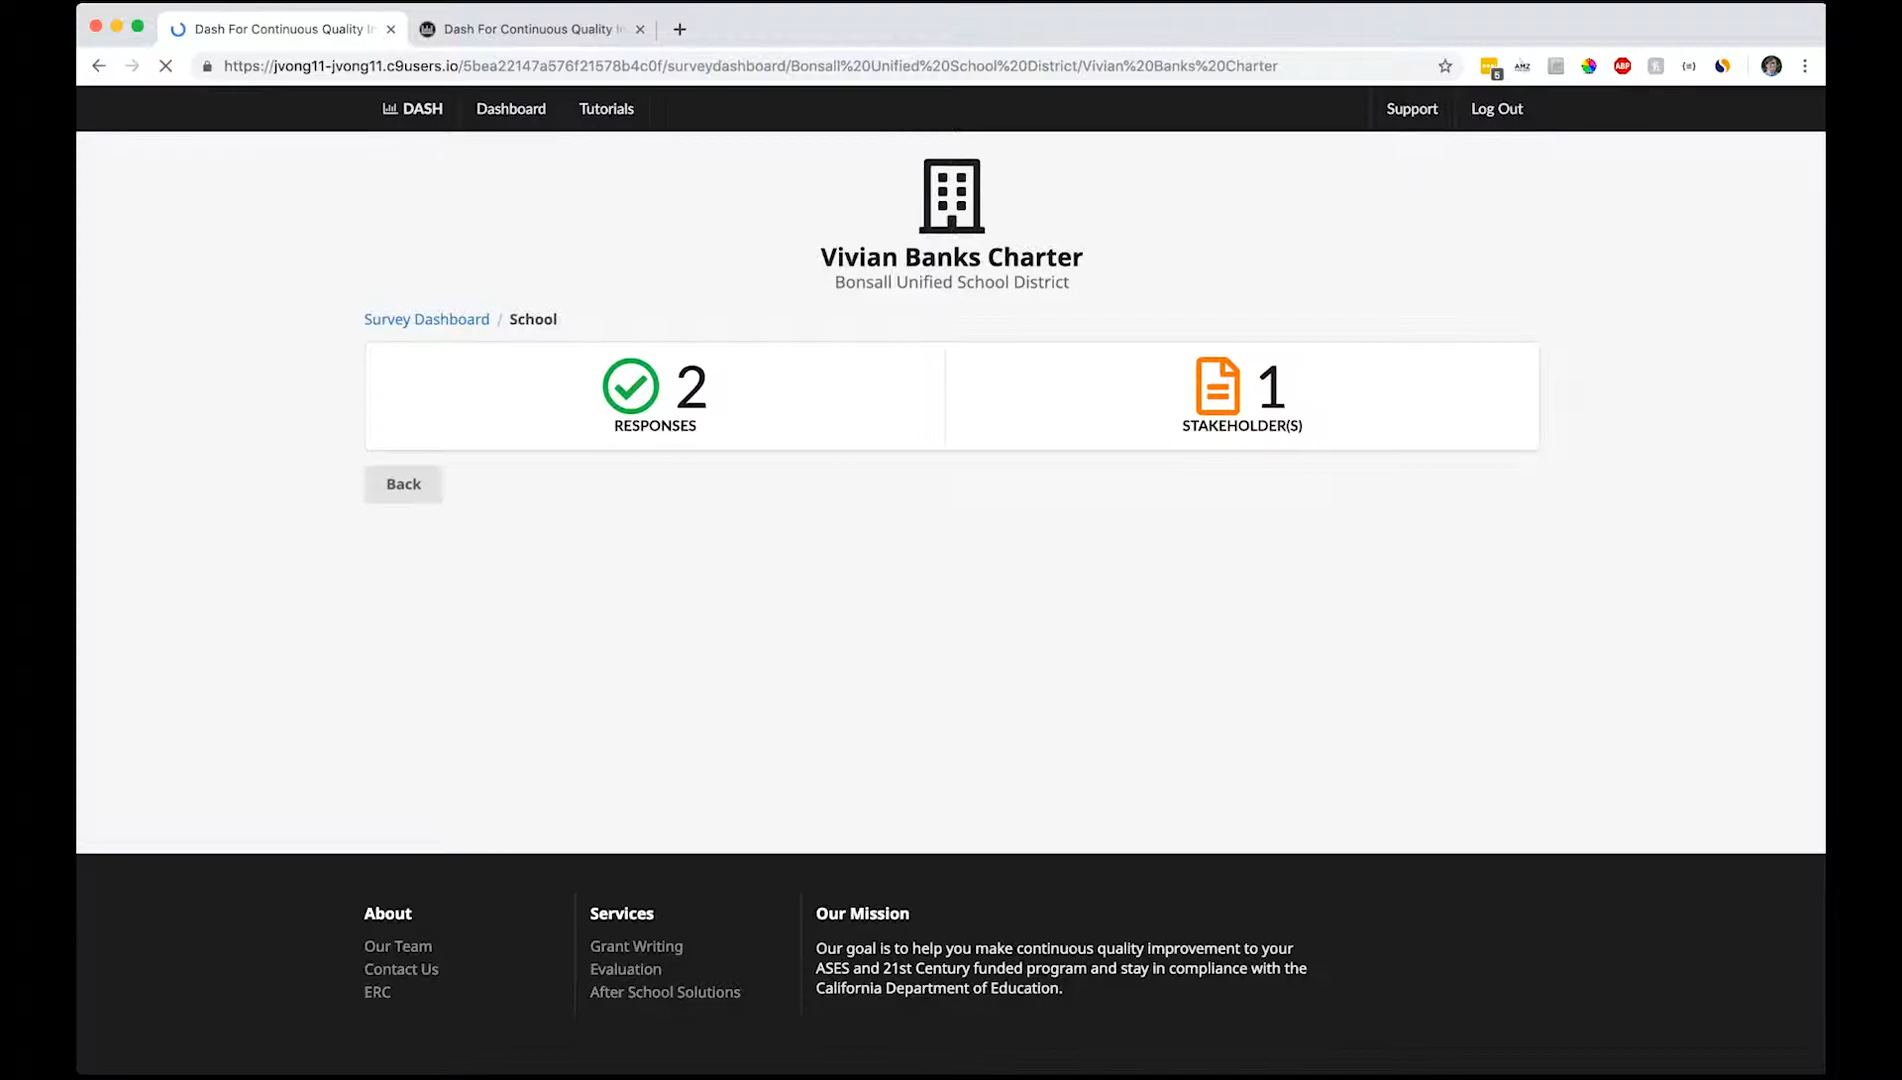 Dash For Continuous Quality I
Dash For Continuous Quality I
https://jvong11-jvong11.c9users.io/5bea22147a576f21578b4c0f/surveydashboard/Bonsall%20Unified%20School%20District/Vivian%20Banks%20Charter
5
ABP
DASH
Dashboard
Tutorials
Support
Log Out
Vivian Banks Charter
Bonsall Unified School District
Survey Dashboard / School
2
RESPONSES
1
STAKEHOLDER(S)
Back
About
Our Team
Contact Us
ERC
Services
Grant Writing
Evaluation
After School Solutions
Our Mission
Our goal is to help you make continuous quality improvement to your
ASES and 21st Century funded program and stay in compliance with the
California Department of Education.